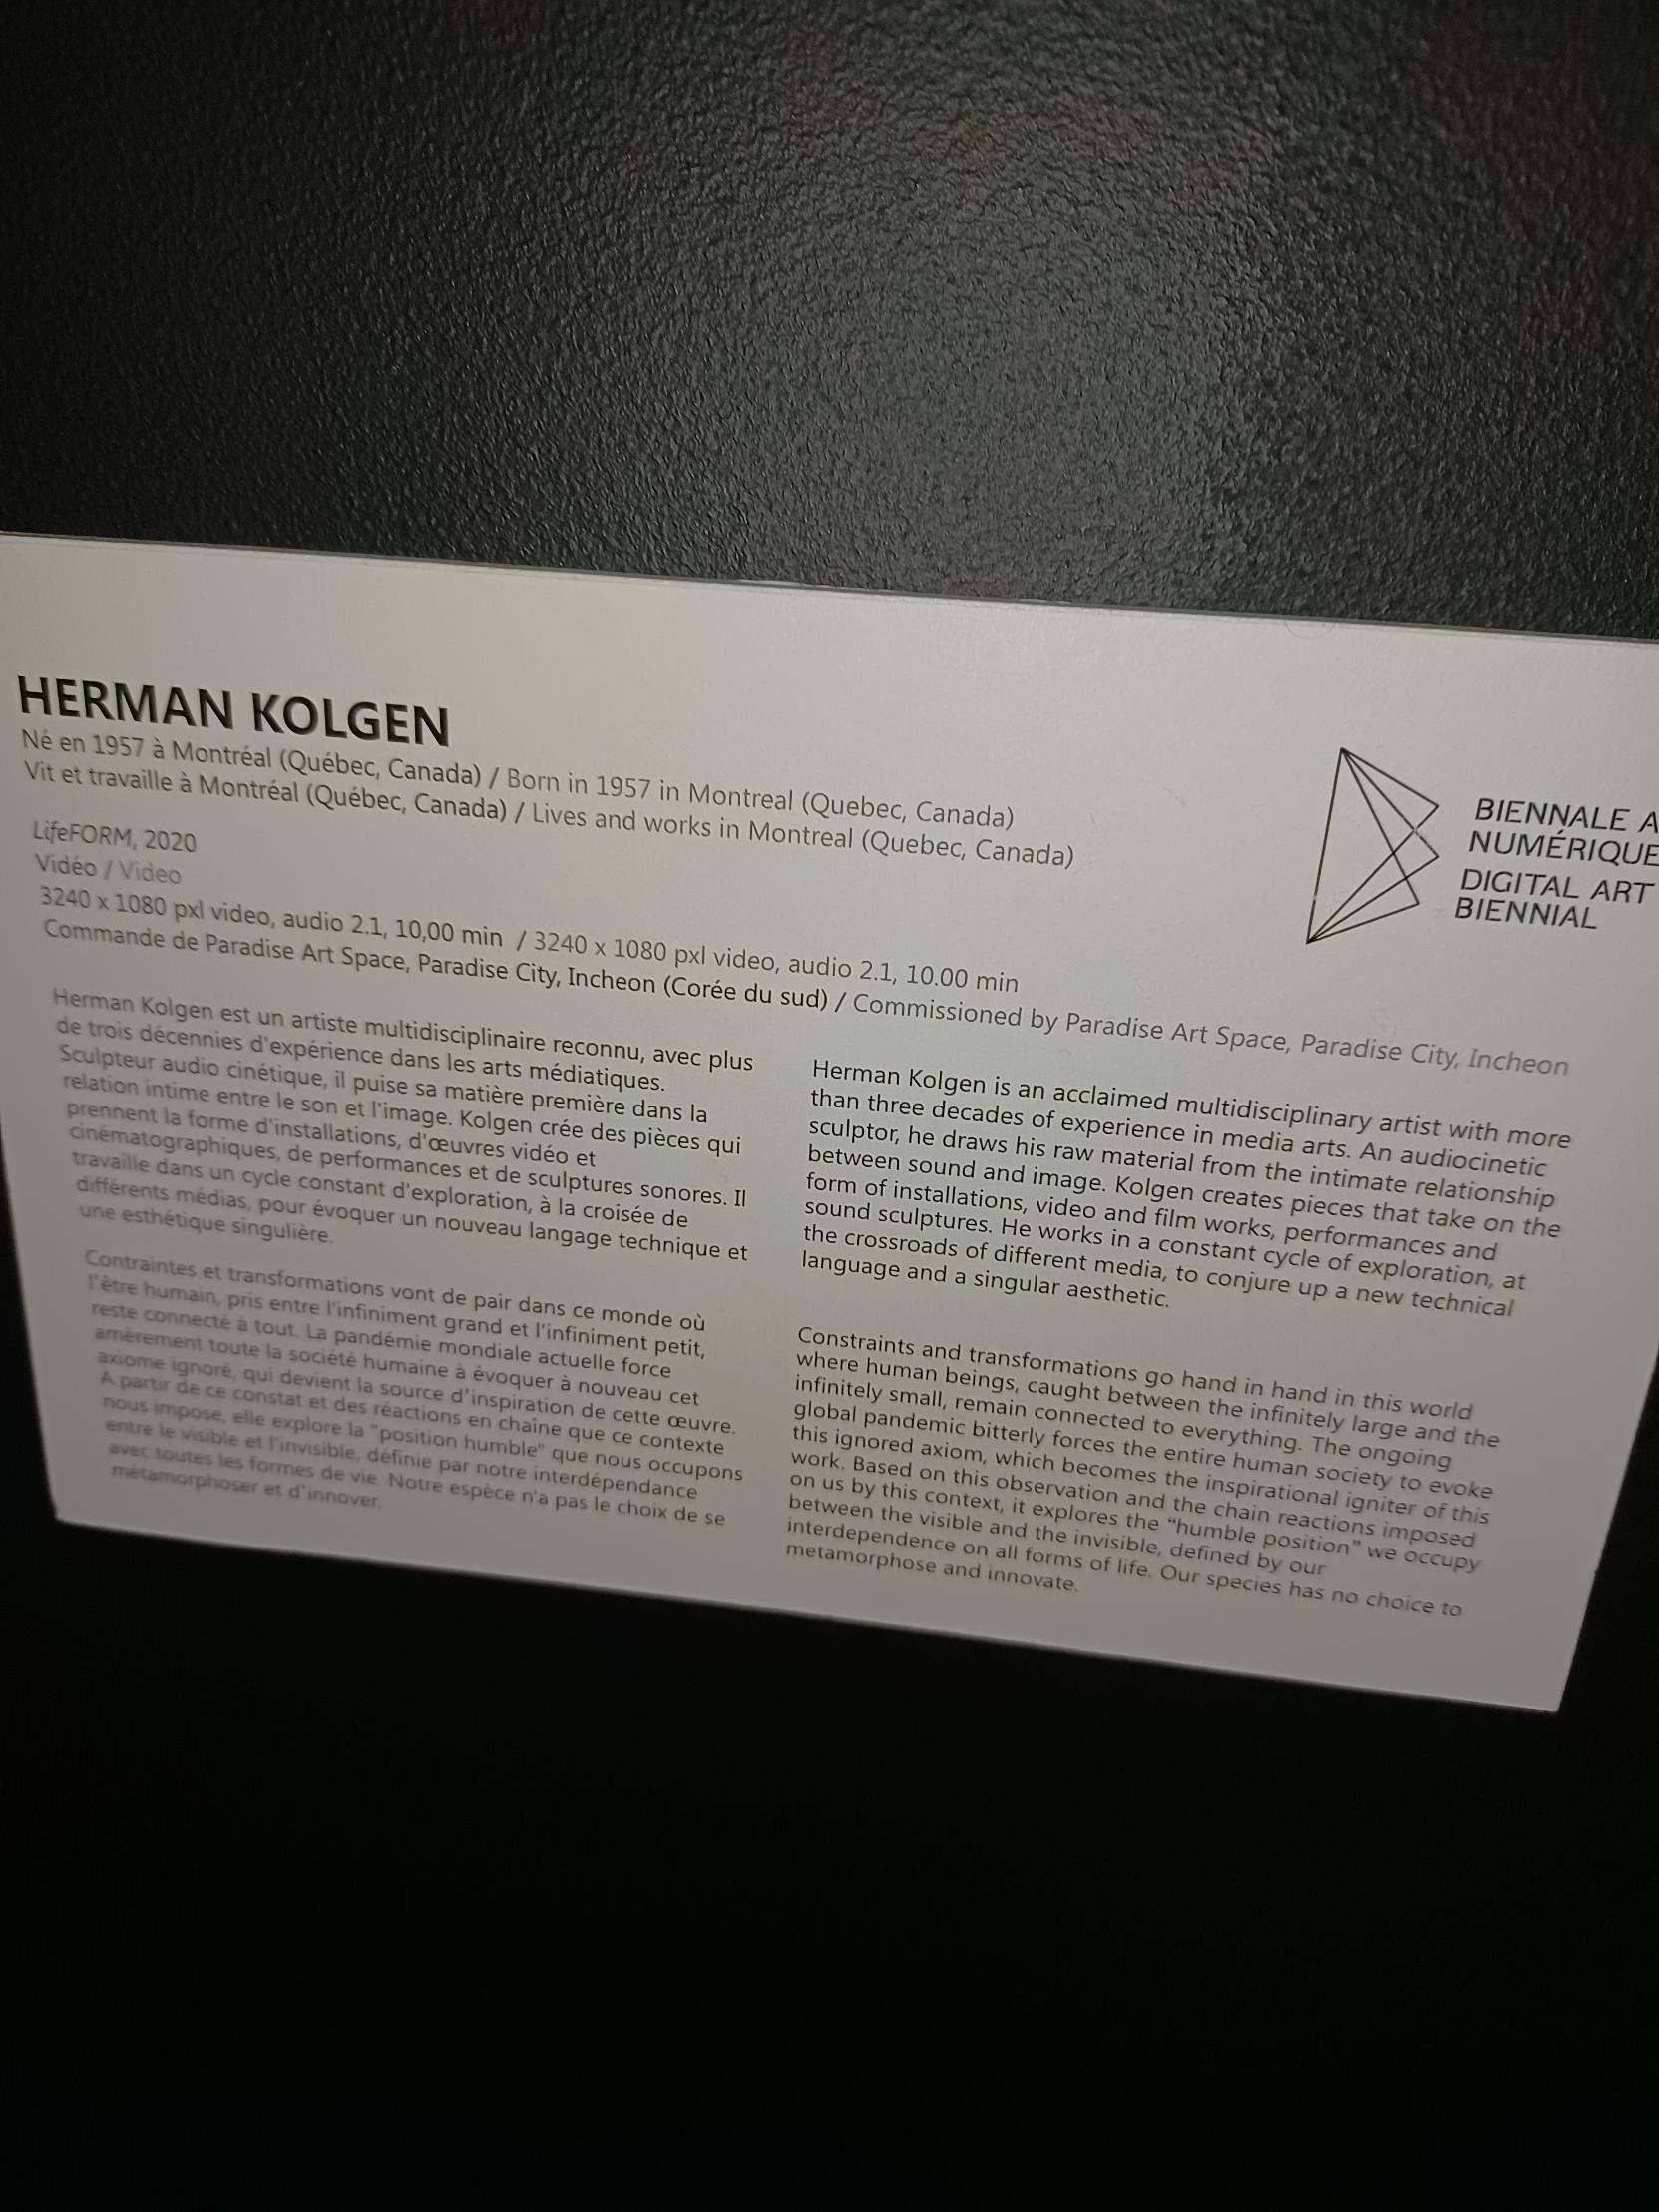 HERMAN KOLGEN
Né en 1957 à Montréal (Québec, Canada) / Born in 1957 in Montreal (Quebec, Canada)
Vit et travaille à Montréal (Québec, Canada) / Lives and works in Montreal (Quebec, Canada)
LifeFORM, 2020
Vidéo / Video
3240 x 1080 pxl video, audio 2.1, 10,00 min / 3240 x 1080 pxl video, audio 2.1, 10.00 min
Commande de Paradise Art Space, Paradise City, Incheon (Corée du sud) / Commissioned by Paradise Art Space, Paradise City, Incheon
BIENNALE A
NUMÉRIQUE
DIGITAL ART
BIENNIAL
Herman Kolgen est un artiste multidisciplinaire reconnu, avec plus
de trois décennies d'expérience dans les arts médiatiques.
Sculpteur audio cinétique, il puise sa matière première dans la
relation intime entre le son et l'image. Kolgen crée des pièces qui
prennent la forme d'installations, d'œuvres vidéo et
cinématographiques, de performances et de sculptures sonores. Il
travaille dans un cycle constant d'exploration, à la croisée de
différents médias, pour évoquer un nouveau langage technique et
une esthétique singulière.
Contraintes et transformations vont de pair dans ce monde où
l'être humain, pris entre l'infiniment grand et l'infiniment petit,
reste connecté à tout. La pandémie mondiale actuelle force
amèrement toute la société humaine à évoquer à nouveau cet
axiome ignoré, qui devient la source d'inspiration de cette œuvre.
À partir de ce constat et des réactions en chaîne que ce contexte
nous impose, elle explore la "position humble" que nous occupons
entre le visible et l'invisible, définie par notre interdépendance
avec toutes les formes de vie. Notre espèce n'a pas le choix de se
métamorphoser et d'innover.
Herman Kolgen is an acclaimed multidisciplinary artist with more
than three decades of experience in media arts. An audiocinetic
sculptor, he draws his raw material from the intimate relationship
between sound and image. Kolgen creates pieces that take on the
form of installations, video and film works, performances and
sound sculptures. He works in a constant cycle of exploration, at
the crossroads of different media, to conjure up a new technical
language and a singular aesthetic.
Constraints and transformations go hand in hand in this world
where human beings, caught between the infinitely large and the
infinitely small, remain connected to everything. The ongoing
global pandemic bitterly forces the entire human society to evoke
this ignored axiom, which becomes the inspirational igniter of this
work. Based on this observation and the chain reactions imposed
on us by this context, it explores the “humble position” we occupy
between the visible and the invisible, defined by our
interdependence on all forms of life. Our species has no choice to
metamorphose and innovate.